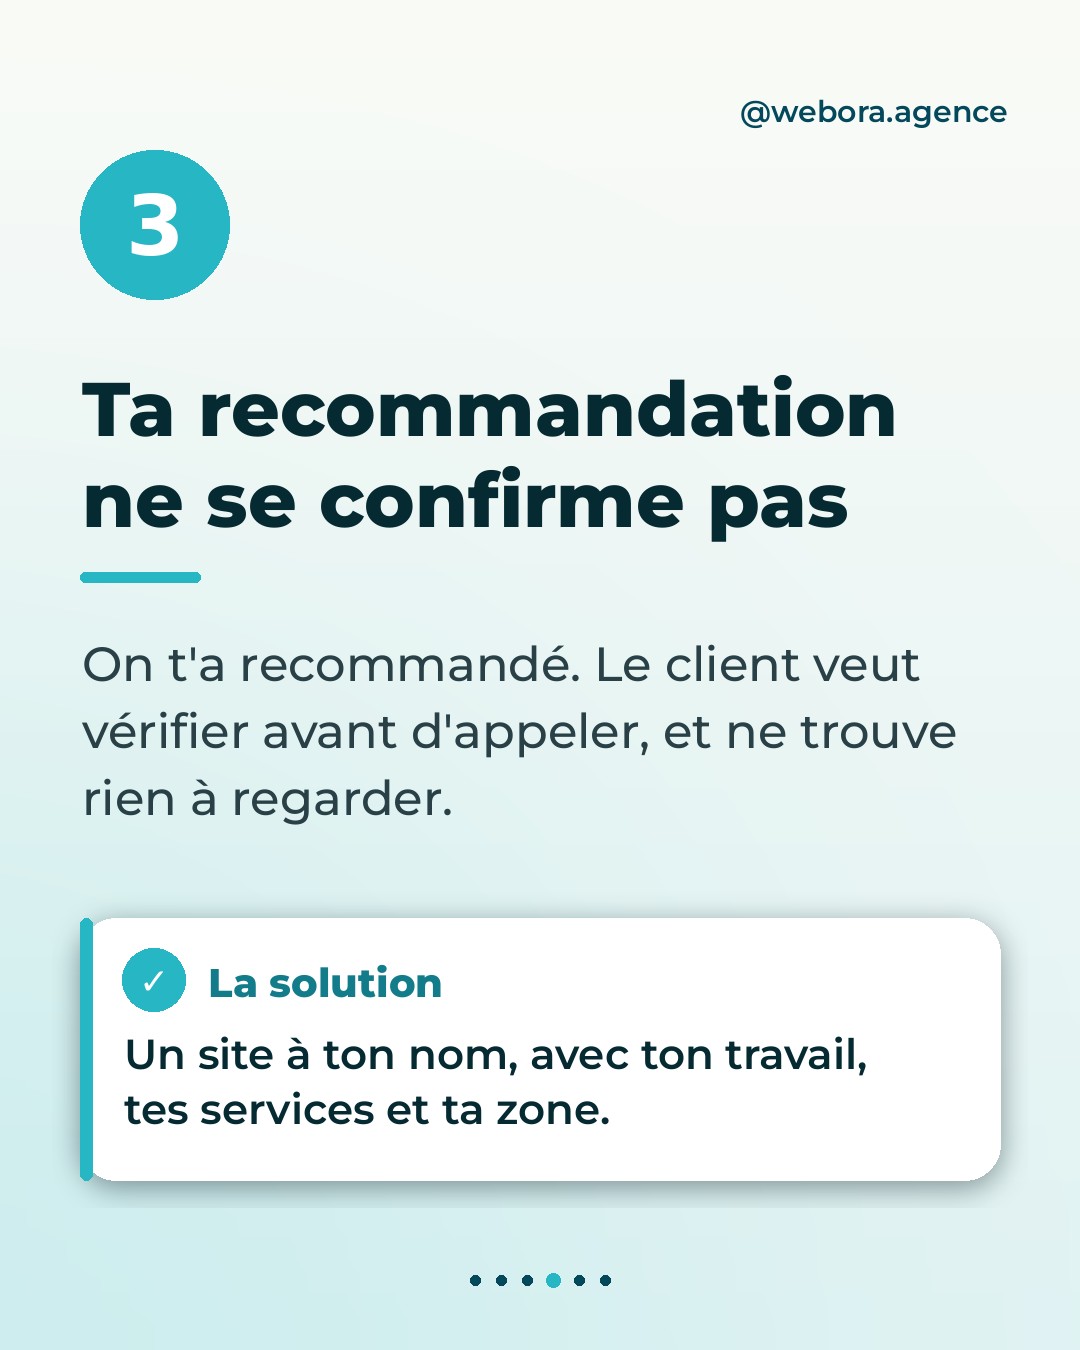 @webora.agence
3
Ta recommandation
ne se confirme pas
On t'a recommandé. Le client veut
vérifier avant d'appeler, et ne trouve
rien à regarder.
✓ La solution
Un site à ton nom, avec ton travail,
tes services et ta zone.